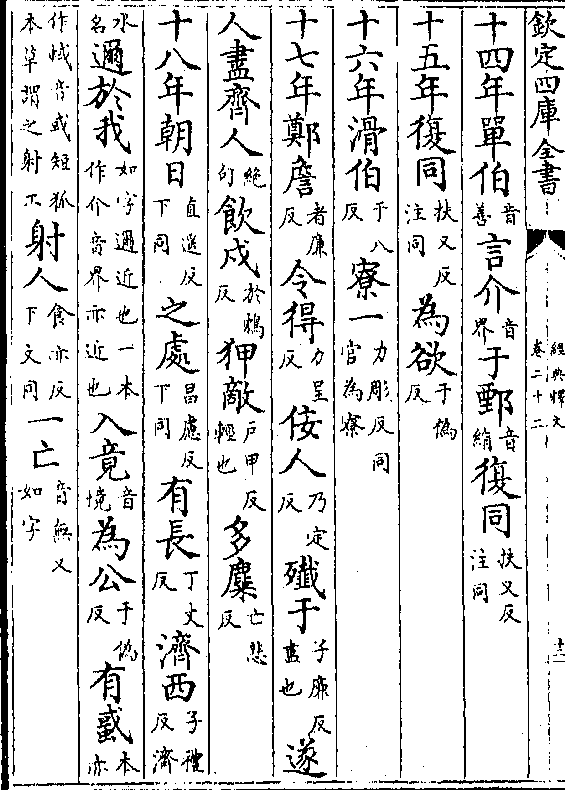 欽定四庫全書
經典釋文
卷二十二
十二
十四年單伯音善言介音界于鄄音絹復同扶又反注同
十五年復同扶又反注同為欲于偽反
十六年滑伯于八反寮一力彫反同官為寮
十七年鄭詹者廉反令得力呈反佞人乃定反殱于子廉反盡也遂
人盡齊人絶句飲戍於鴆反狎敵戶甲反輕也多麋亡悲反
十八年朝日直遥反下同之處昌慮反下同有長丁丈反濟西子禮反濟
水名邇於我如字邇近也一本作介音界亦近也入竟音境為公于偽反有本亦
作蜮音或短狐本草謂之射工射人食亦反下文同一亡音無又如字